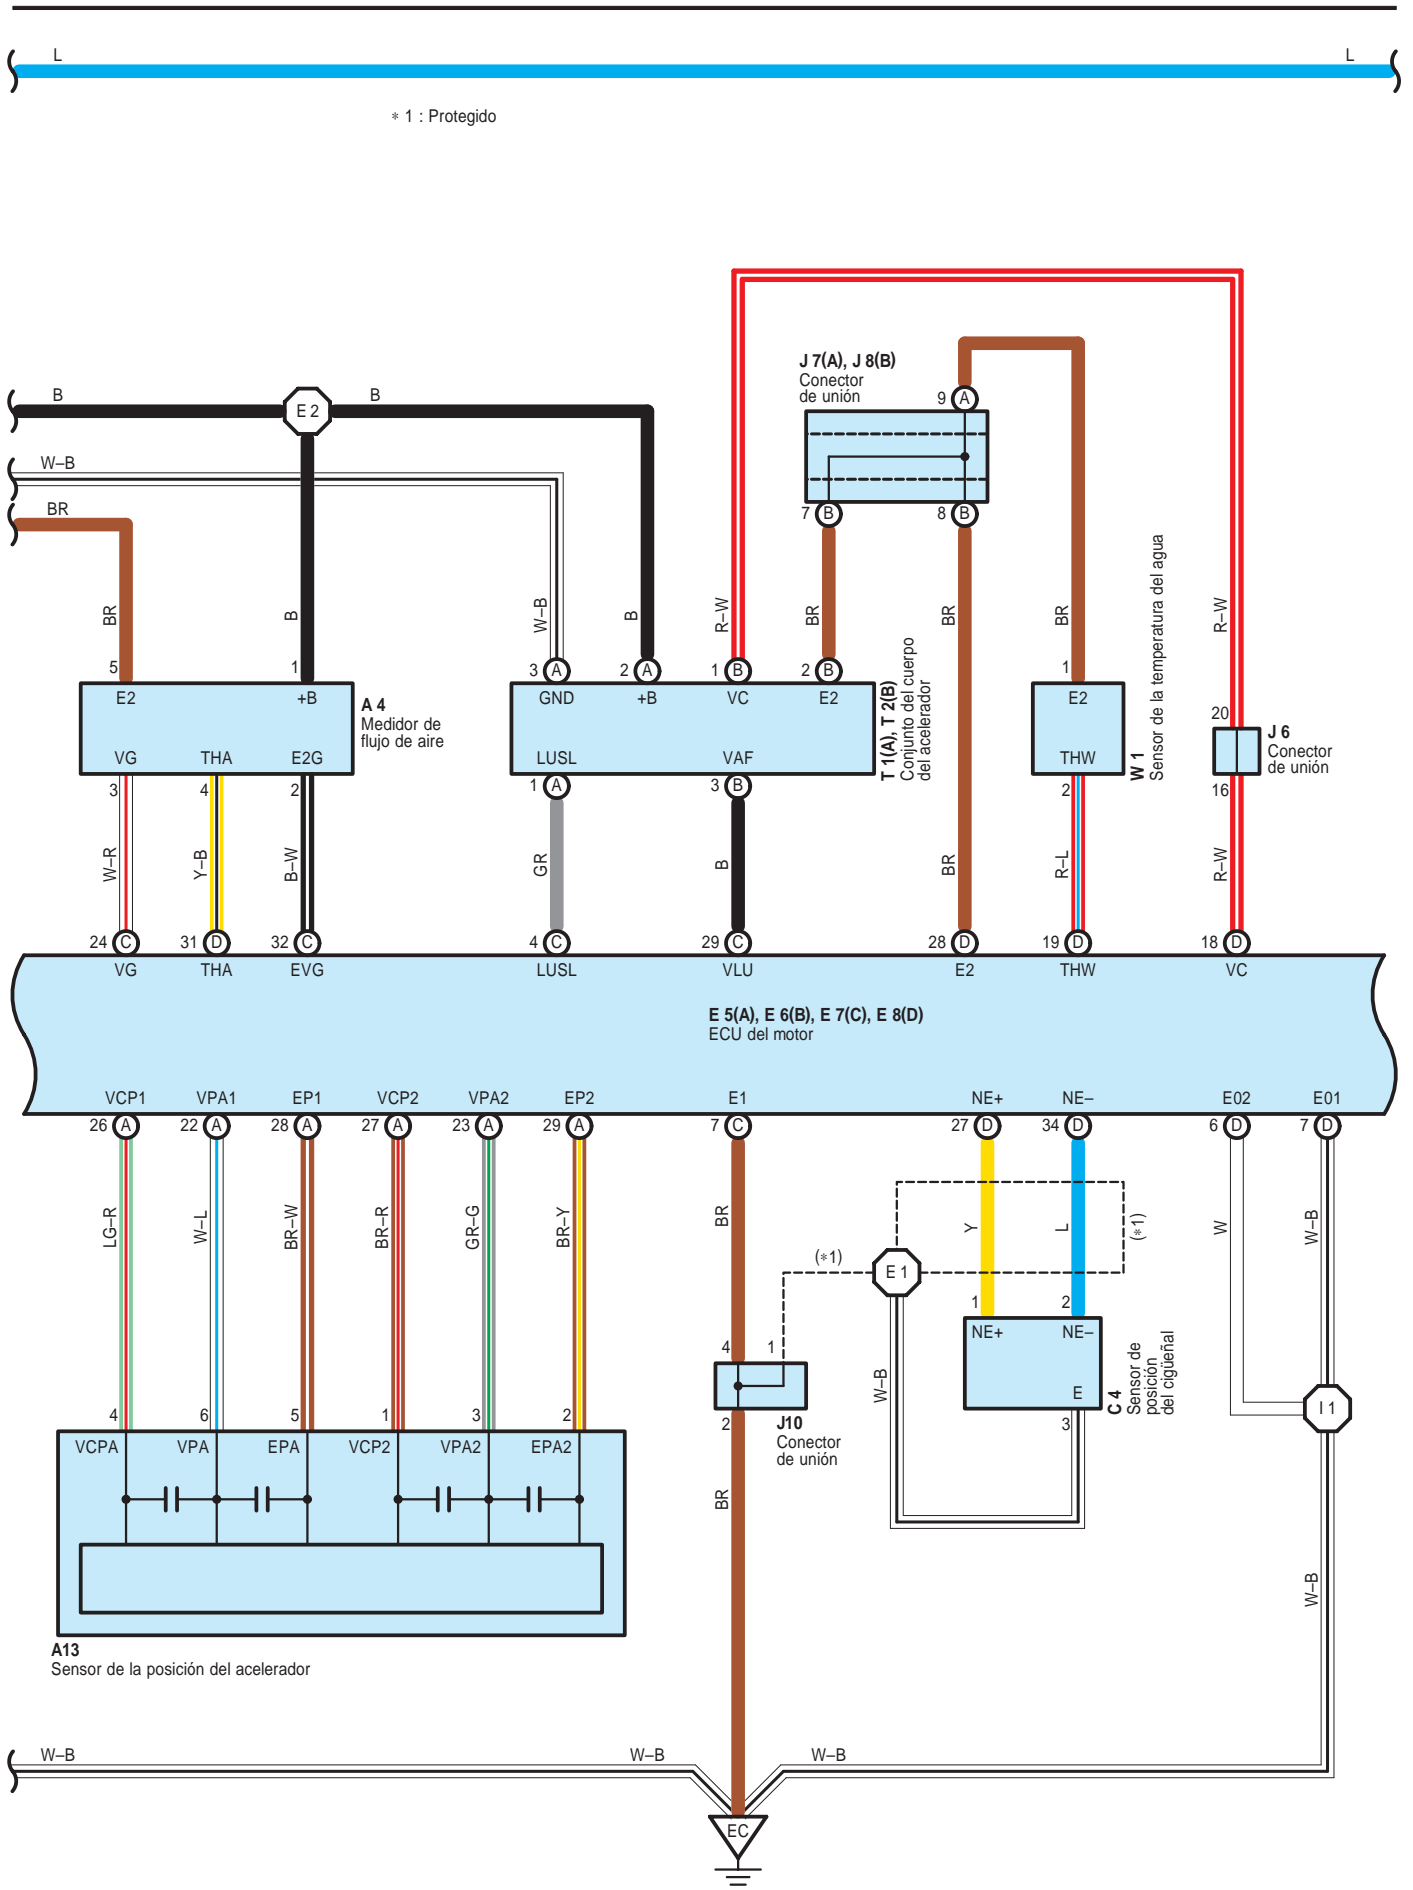 L L
* 1 : Protegido
J 7(A), J 8(B)
Conector
de unión
9 A
B E 2 B
W–B
BR
7 B 8 B
BR B W–B B R–W BR BR BR R–W
5 1 3 A 2 A 1 B 2 B 1
E2 +B
VG THA E2G
A 4
Medidor de
flujo de aire
GND +B VC E2
LUSL VAF
T 1(A), T 2(B)
Conjunto del cuerpo
del acelerador
E2
THW
W 1
Sensor de la temperatura del agua
20
J 6
Conector
de unión
16
3 4 2 1 A 3 B 2
W–R Y–B B–W GR B BR R–L R–W
24 C 31 D 32 C 4 C 29 C 28 D 19 D 18 D
VG THA EVG LUSL VLU E2 THW VC
E 5(A), E 6(B), E 7(C), E 8(D)
ECU del motor
VCP1 VPA1 EP1 VCP2 VPA2 EP2 E1 NE+ NE– E02 E01
26 A 22 A 28 A 27 A 23 A 29 A 7 C 27 D 34 D 6 D 7 D
LG–R W–L BR–W BR–R GR–G BR–Y BR Y L (*1) W W–B
(*1) E 1
1 2
NE+ NE–
E
3
C 4
Sensor de
posición
del cigüeñal
4 1
2
J10
Conector
de unión
W–B
I 1
4 6 5 1 3 2
VCPA VPA EPA VCP2 VPA2 EPA2
BR
W–B
A13
Sensor de la posición del acelerador
W–B W–B W–B
EC